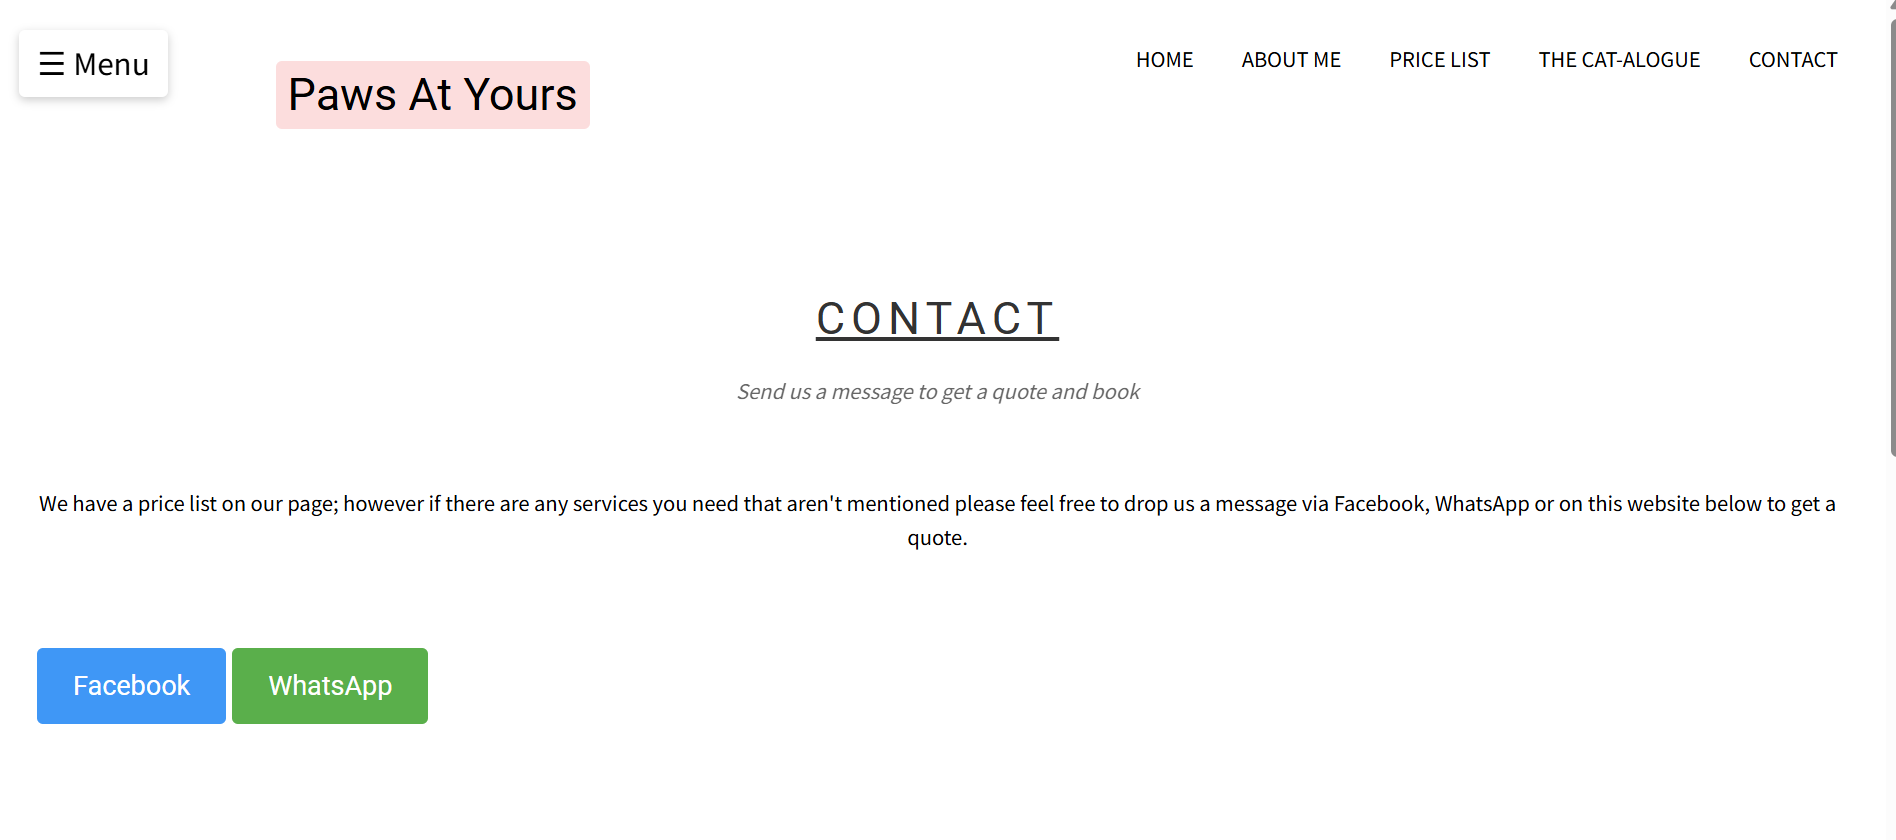 ☰ Menu
Paws At Yours
HOME ABOUT ME PRICE LIST THE CAT-ALOGUE CONTACT
CONTACT
Send us a message to get a quote and book
We have a price list on our page; however if there are any services you need that aren't mentioned please feel free to drop us a message via Facebook, WhatsApp or on this website below to get a
quote.
Facebook WhatsApp